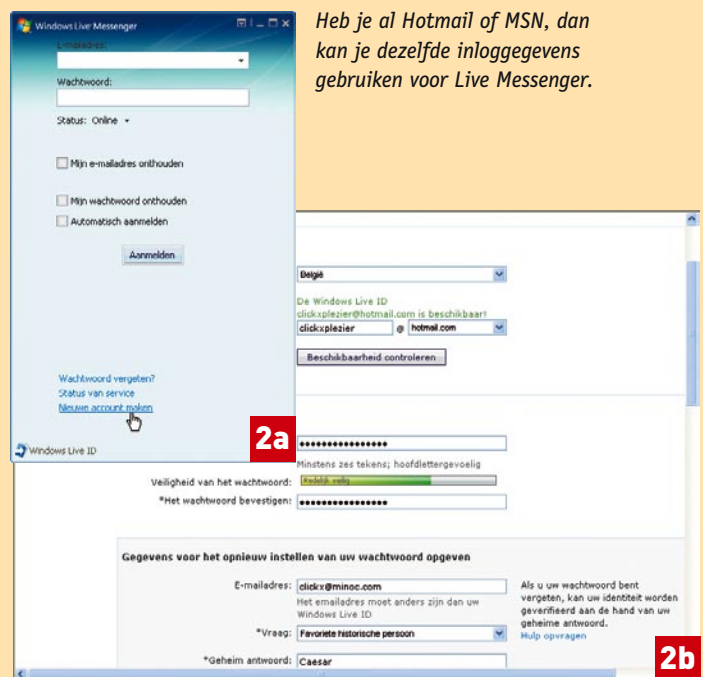 Windows Live Messenger
E-mailadres:
Wachtwoord:
Status: Online
Mijn e-mailadres onthouden
Mijn wachtwoord onthouden
Automatisch aanmelden
Aanmelden
Wachtwoord vergeten?
Status van service
Nieuwe account maken
Windows Live ID
2a
Heb je al Hotmail of MSN, dan
kan je dezelfde inloggegevens
gebruiken voor Live Messenger.
België
De Windows Live ID
clickxplezier@hotmail.com is beschikbaar!
clickxplezier @ hotmail.com
Beschikbaarheid controleren
••••••••••••••••
Minstens zes tekens; hoofdlettergevoelig
Veiligheid van het wachtwoord: Redelijk veilig
*Het wachtwoord bevestigen: ••••••••••••••••
Gegevens voor het opnieuw instellen van uw wachtwoord opgeven
E-mailadres: clickx@minoc.com
Het emailadres moet anders zijn dan uw
Windows Live ID
*Vraag: Favoriete historische persoon
*Geheim antwoord: Caesar
Als u uw wachtwoord bent
vergeten, kan uw identiteit worden
geverifieerd aan de hand van uw
geheime antwoord.
Hulp opvragen
2b